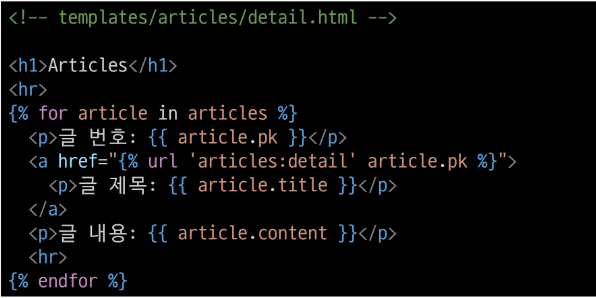 <!-- templates/articles/detail.html -->
<h1>Articles</h1>
<hr>
{% for article in articles %}
<p>글 번호: {{ article.pk }}</p>
<a href="{% url 'articles:detail' article.pk %}">
<p>글 제목: {{ article.title }}</p>
</a>
<p>글 내용: {{ article.content }}</p>
<hr>
{% endfor %}